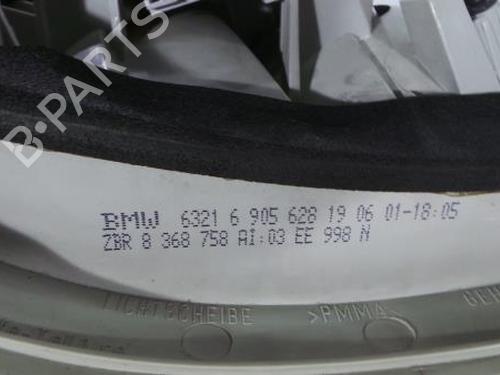 B-PARTS
BMW 6321 6 905 628 19 06 01-18:05
ZBR 8 368 758 AI:03 EE 998 N
LICHTSCHEIBE >PMMA<